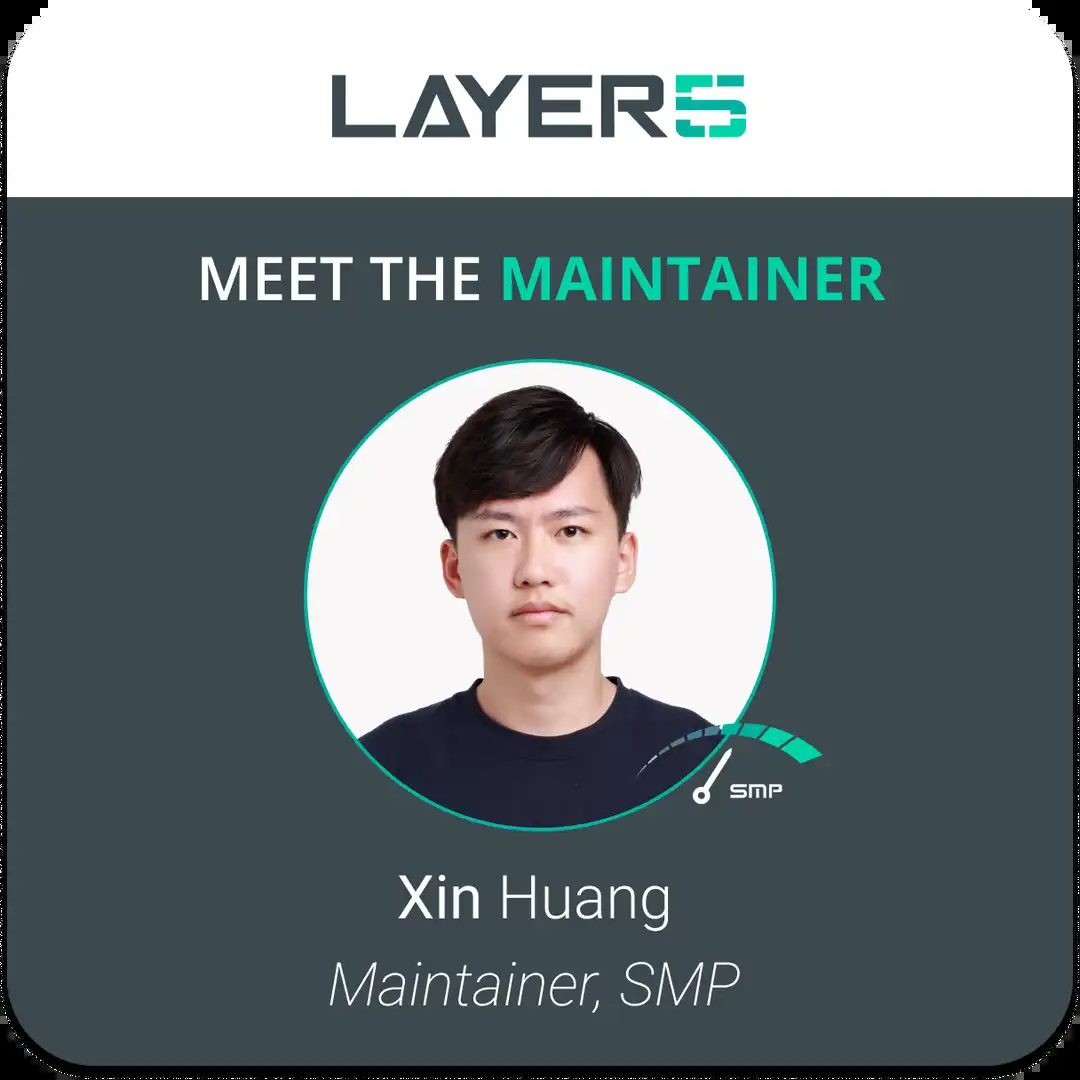 LAYER5
MEET THE MAINTAINER
SMP
Xin Huang
Maintainer, SMP